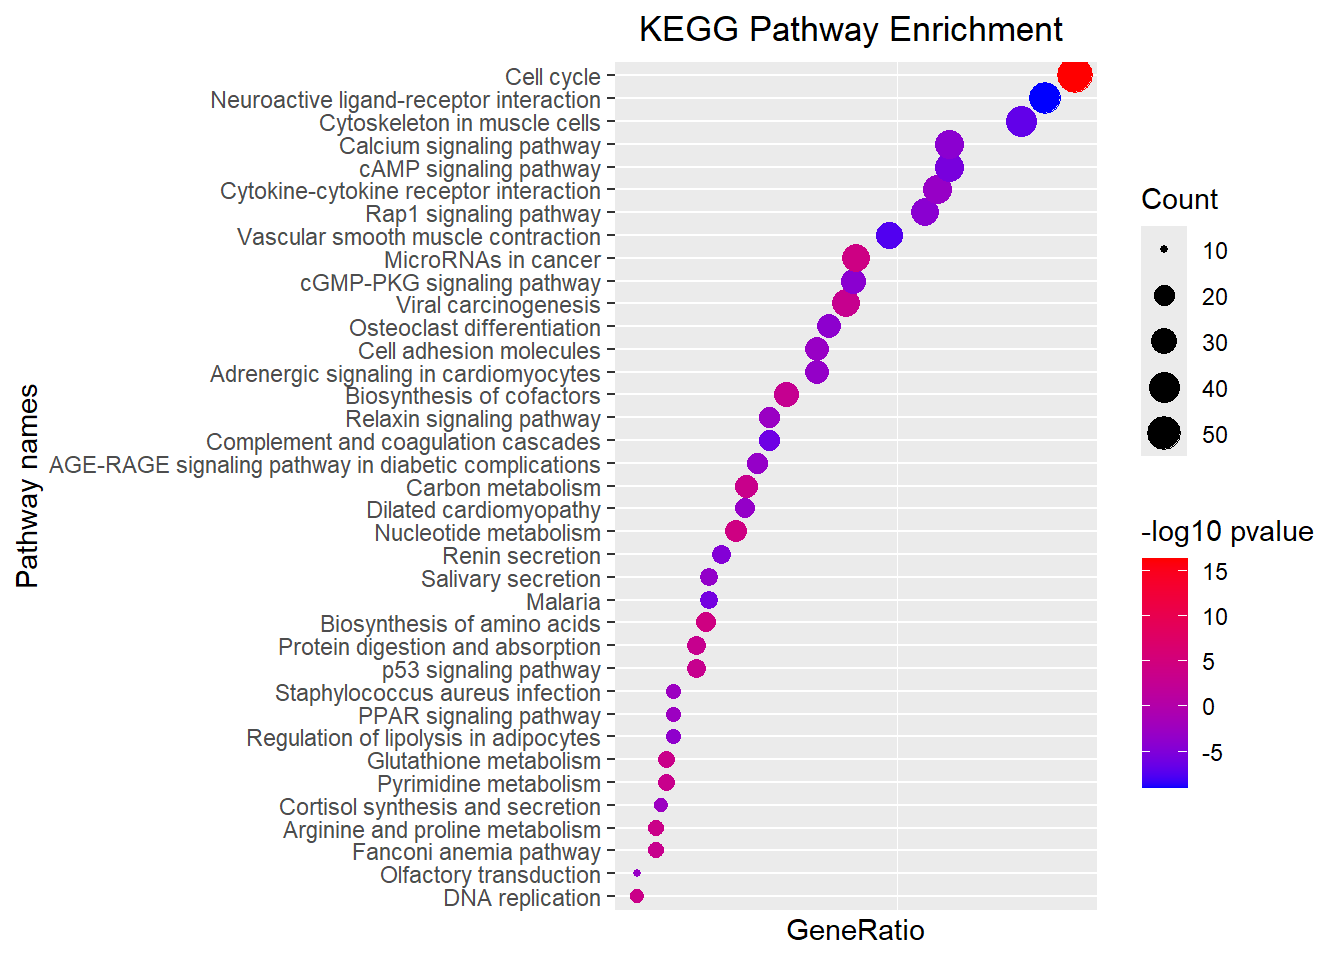 KEGG Pathway Enrichment
Pathway names
Cell cycle
Neuroactive ligand-receptor interaction
Cytoskeleton in muscle cells
Calcium signaling pathway
cAMP signaling pathway
Cytokine-cytokine receptor interaction
Rap1 signaling pathway
Vascular smooth muscle contraction
MicroRNAs in cancer
cGMP-PKG signaling pathway
Viral carcinogenesis
Osteoclast differentiation
Cell adhesion molecules
Adrenergic signaling in cardiomyocytes
Biosynthesis of cofactors
Relaxin signaling pathway
Complement and coagulation cascades
AGE-RAGE signaling pathway in diabetic complications
Carbon metabolism
Dilated cardiomyopathy
Nucleotide metabolism
Renin secretion
Salivary secretion
Malaria
Biosynthesis of amino acids
Protein digestion and absorption
p53 signaling pathway
Staphylococcus aureus infection
PPAR signaling pathway
Regulation of lipolysis in adipocytes
Glutathione metabolism
Pyrimidine metabolism
Cortisol synthesis and secretion
Arginine and proline metabolism
Fanconi anemia pathway
Olfactory transduction
DNA replication
GeneRatio
Count
10
20
30
40
50
-log10 pvalue
15
10
5
0
-5